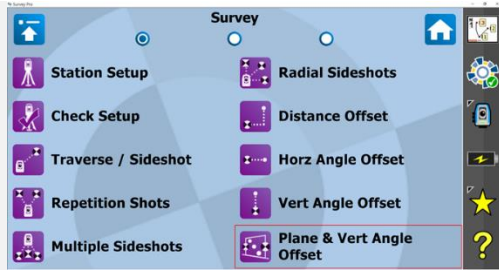 Survey Pro
Survey
Station Setup
Radial Sideshots
Check Setup
Distance Offset
Traverse / Sideshot
Horz Angle Offset
Repetition Shots
Vert Angle Offset
Multiple Sideshots
Plane & Vert Angle
Offset